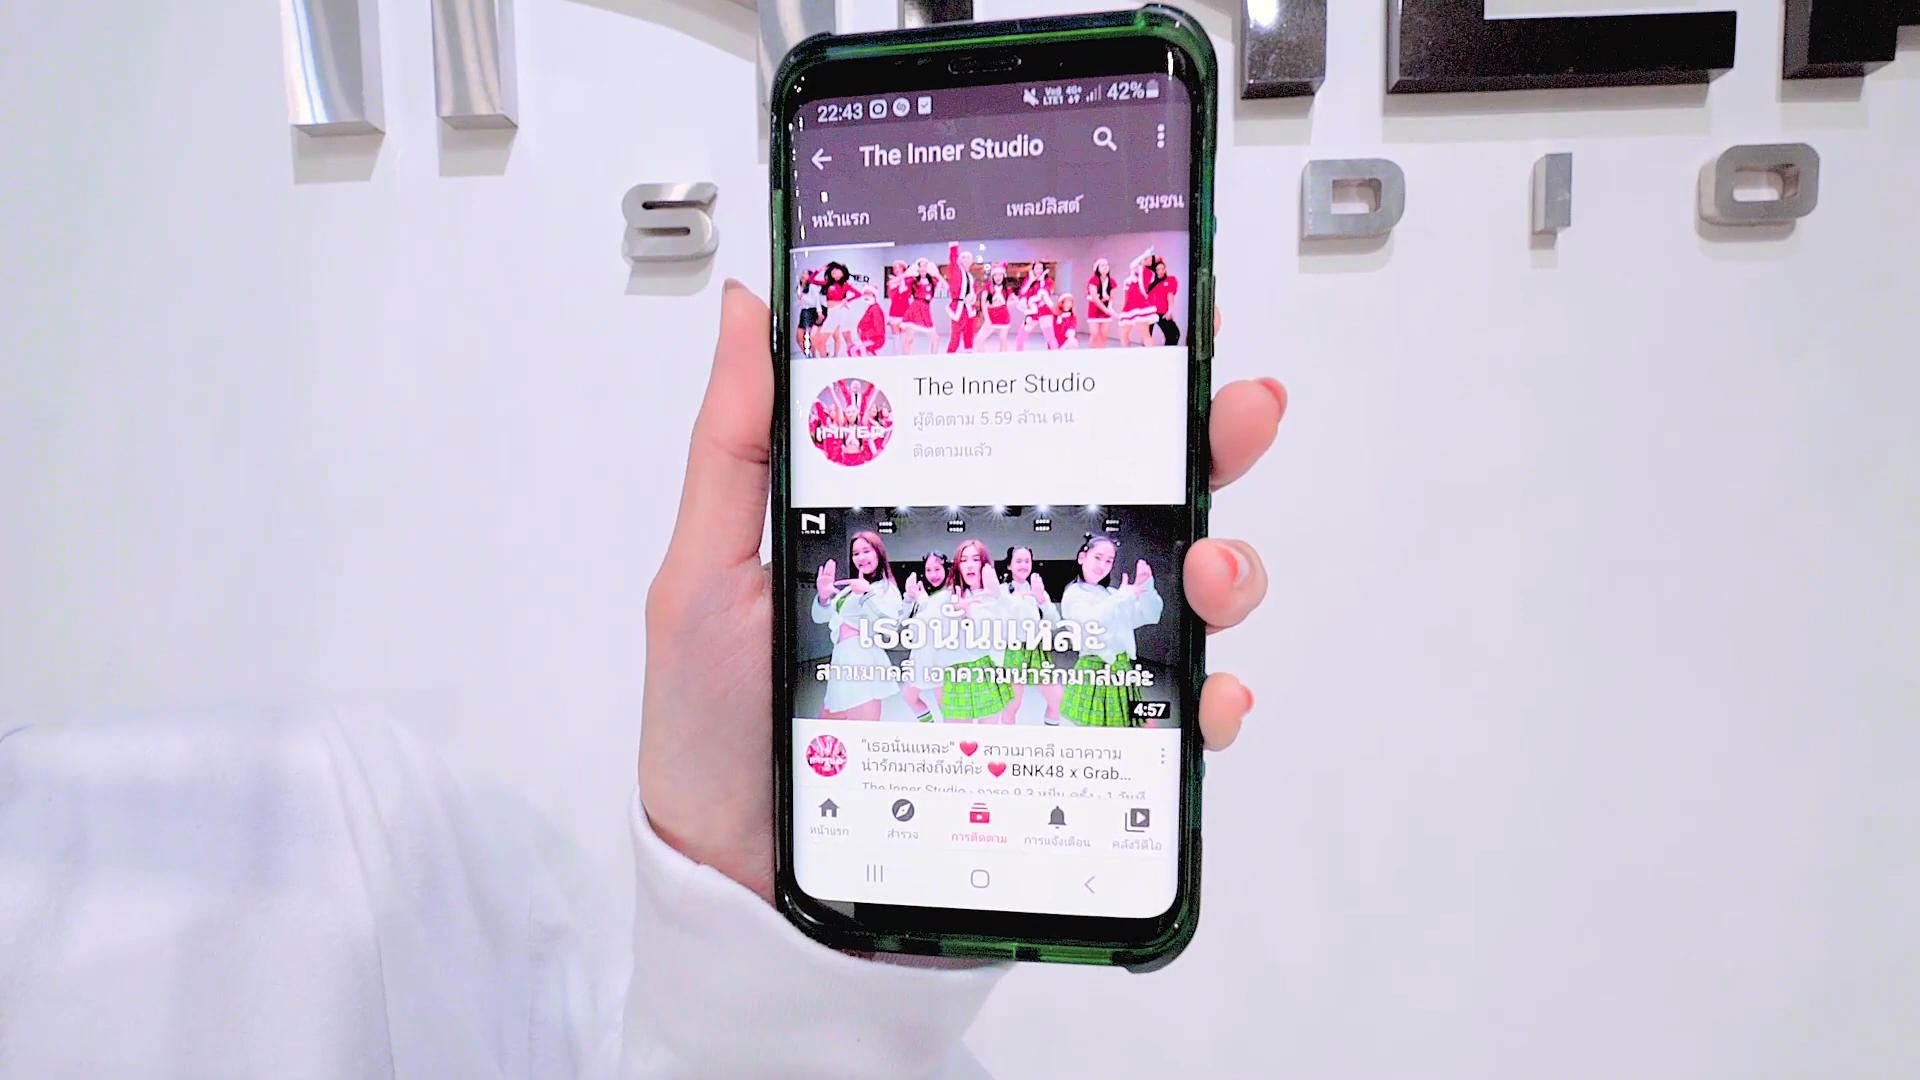 S D I O
22:43 42%
The Inner Studio
หน้าแรก วิดีโอ เพลย์ลิสต์ ชุมชน
The Inner Studio
ผู้ติดตาม 5.59 ล้าน คน
ติดตามแล้ว
INNER
เธอนั่นแหละ
สาวเมาคลี เอาความน่ารักมาส่งค่ะ
4:57
"เธอนั่นแหละ" ❤️ สาวเมาคลี เอาความ
น่ารักมาส่งถึงที่ค่ะ ❤️ BNK48 x Grab...
The Inner Studio
หน้าแรก สำรวจ การติดตาม การแจ้งเตือน คลังวิดีโอ